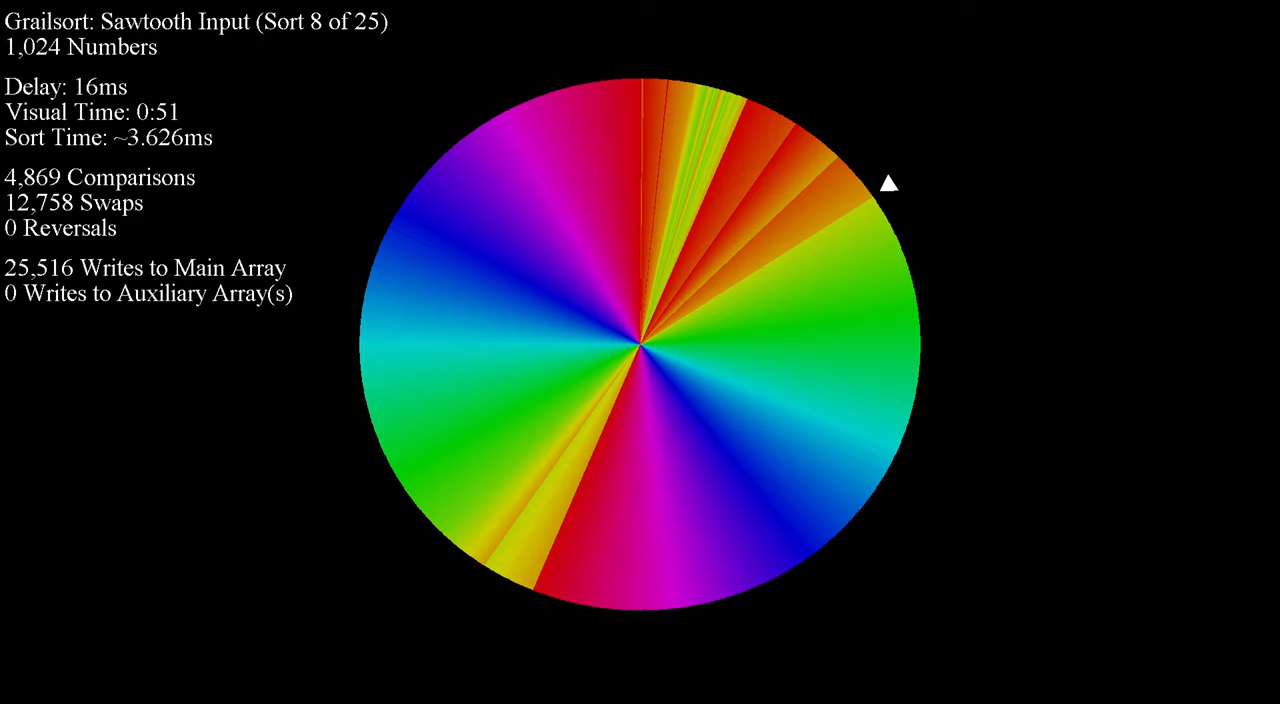 Grailsort: Sawtooth Input (Sort 8 of 25)
1,024 Numbers
Delay: 16ms
Visual Time: 0:51
Sort Time: ~3.626ms
4,869 Comparisons
12,758 Swaps
0 Reversals
25,516 Writes to Main Array
0 Writes to Auxiliary Array(s)